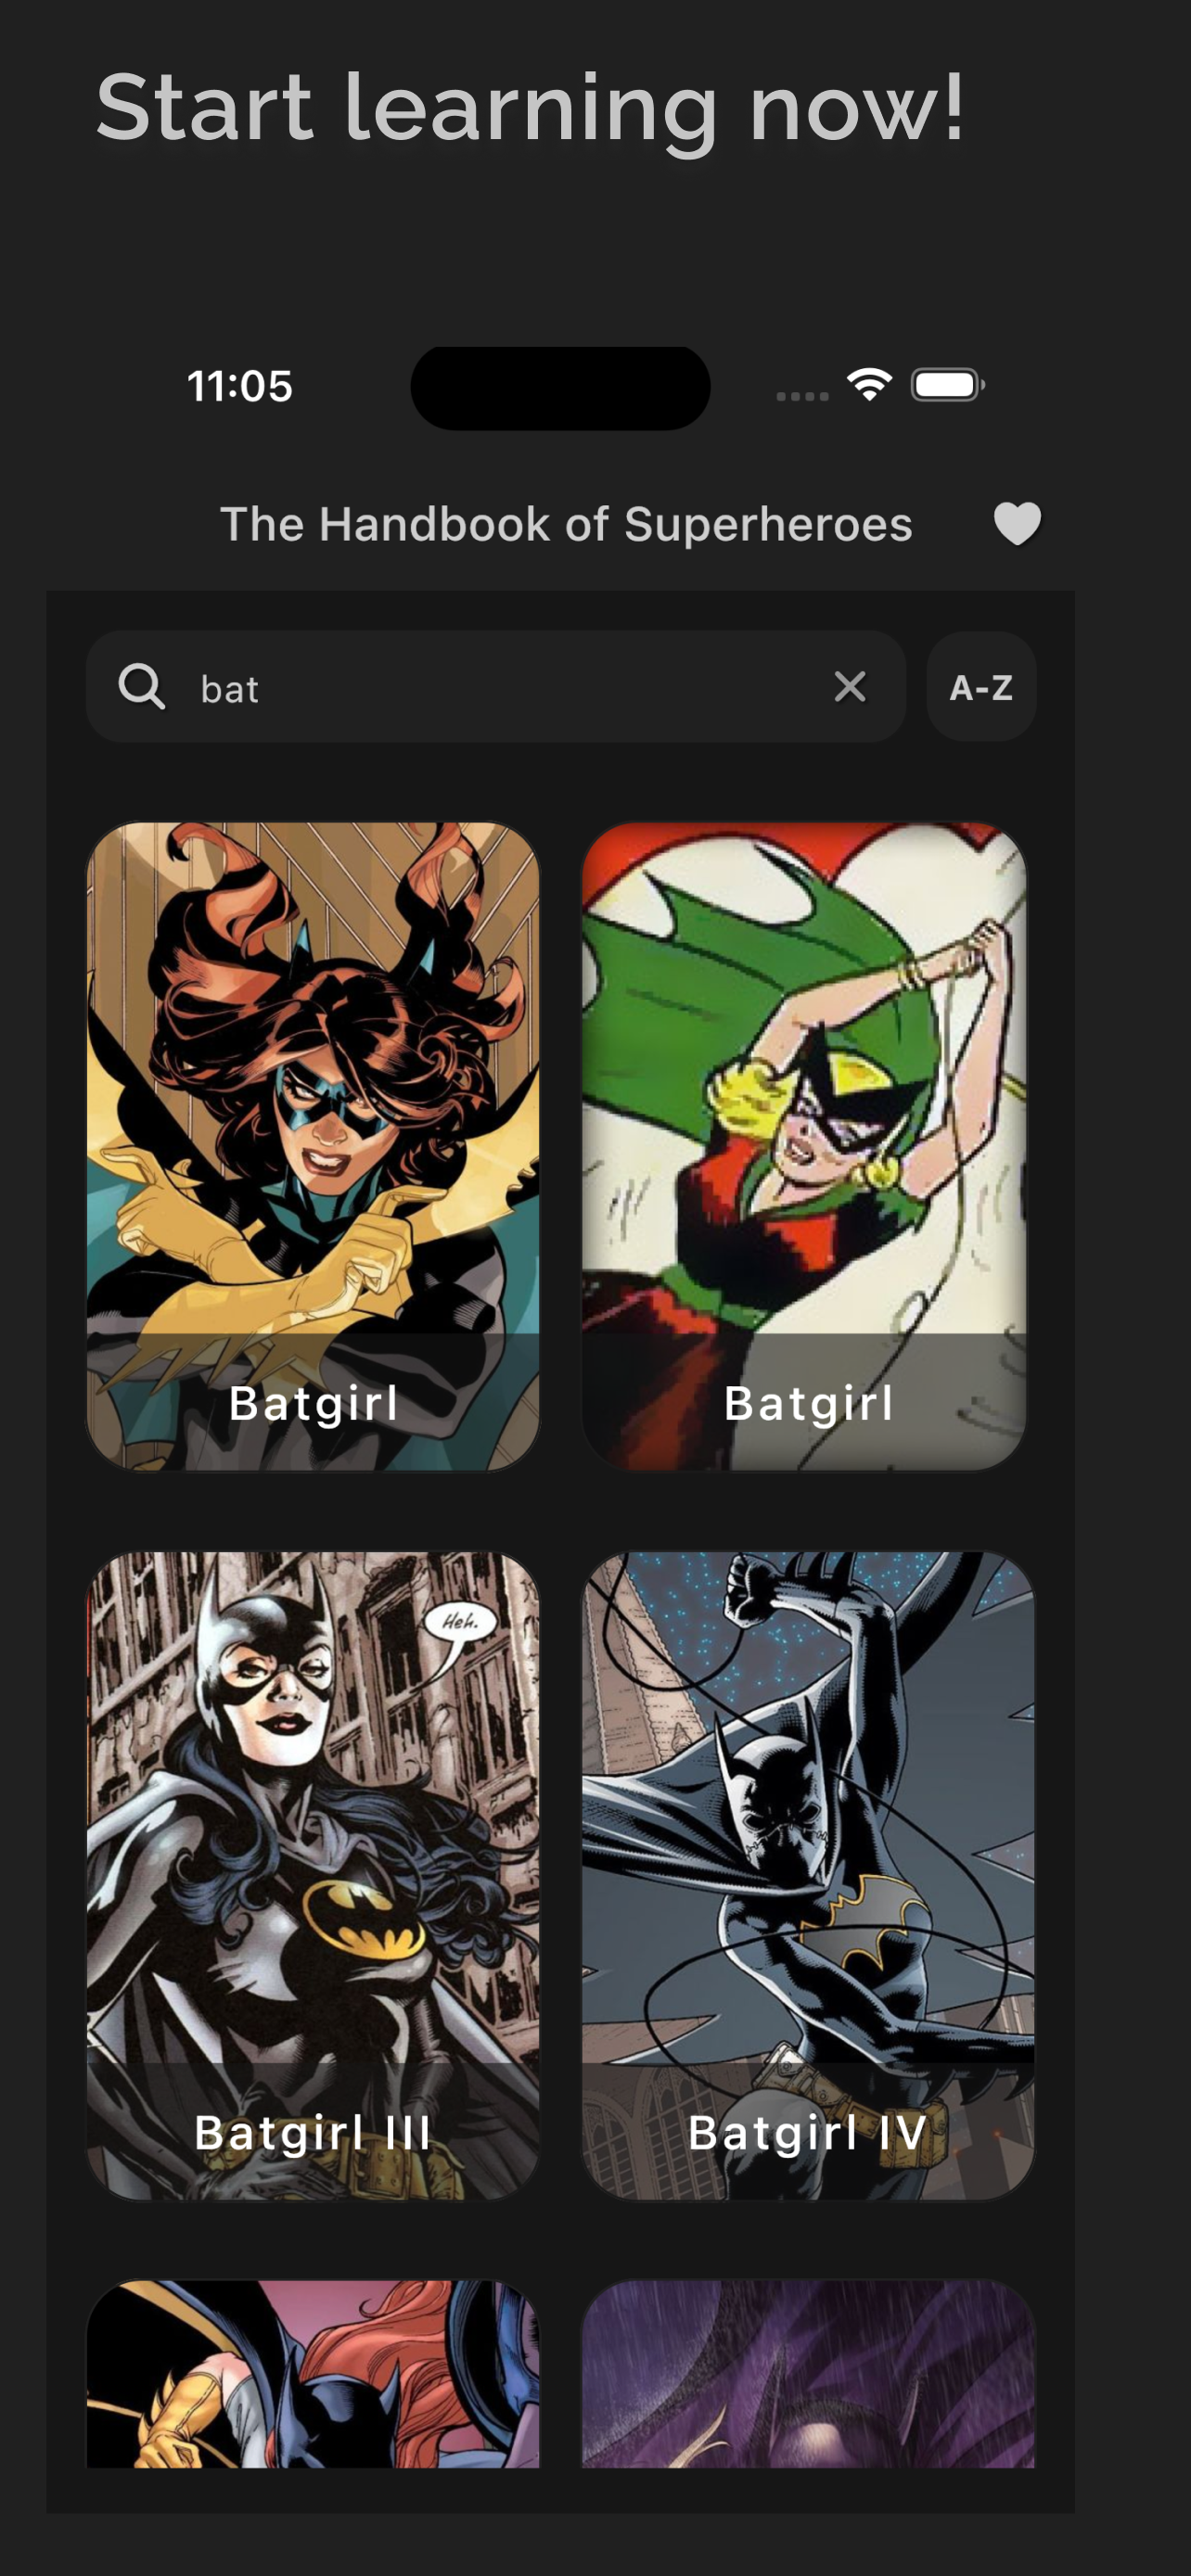 Start learning now!
11:05
The Handbook of Superheroes
bat
A-Z
Batgirl
Batgirl
Heh.
Batgirl III
Batgirl IV